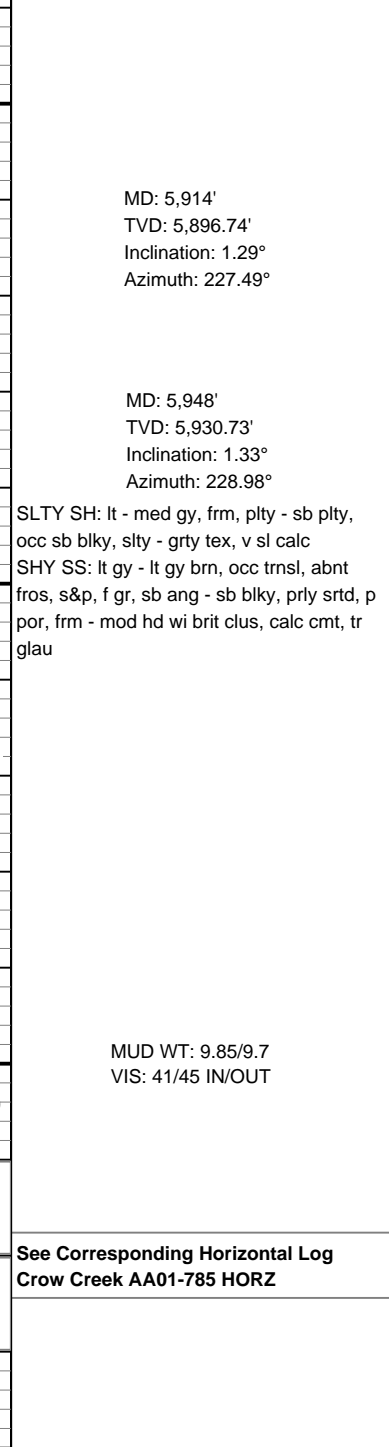 MD: 5,914'
TVD: 5,896.74'
Inclination: 1.29°
Azimuth: 227.49°
MD: 5,948'
TVD: 5,930.73'
Inclination: 1.33°
Azimuth: 228.98°
SLTY SH: lt - med gy, frm, plty - sb plty,
occ sb blky, slty - grty tex, v sl calc
SHY SS: lt gy - lt gy brn, occ trnsl, abnt
fros, s&p, f gr, sb ang - sb blky, prly srtd, p
por, frm - mod hd wi brit clus, calc cmt, tr
glau
MUD WT: 9.85/9.7
VIS: 41/45 IN/OUT
See Corresponding Horizontal Log
Crow Creek AA01-785 HORZ